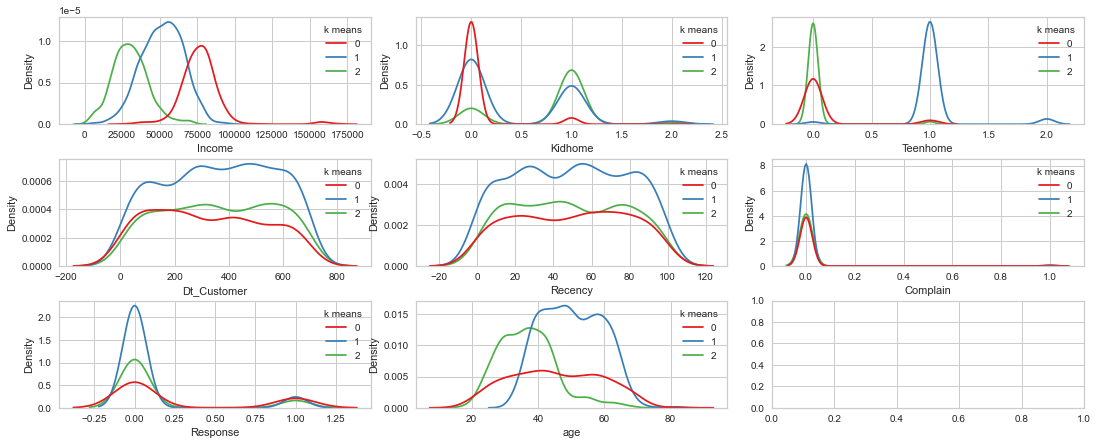 1e−5
k means
0
1
2
1.0
0.5
0.0
Density
0 25000 50000 75000 100000 125000 150000 175000
Income
k means
0
1
2
1.0
0.5
0.0
Density
−0.5 0.0 0.5 1.0 1.5 2.0 2.5
Kidhome
k means
0
1
2
2
1
0
Density
0.0 0.5 1.0 1.5 2.0
Teenhome
k means
0
1
2
0.0006
0.0004
0.0002
0.0000
Density
−200 0 200 400 600 800
Dt_Customer
k means
0
1
2
0.004
0.002
0.000
Density
−20 0 20 40 60 80 100 120
Recency
k means
0
1
2
8
6
4
2
0
Density
0.0 0.2 0.4 0.6 0.8 1.0
Complain
k means
0
1
2
2.0
1.5
1.0
0.5
0.0
Density
−0.25 0.00 0.25 0.50 0.75 1.00 1.25
Response
k means
0
1
2
0.015
0.010
0.005
0.000
Density
20 40 60 80
age
1.0
0.8
0.6
0.4
0.2
0.0
0.0 0.2 0.4 0.6 0.8 1.0